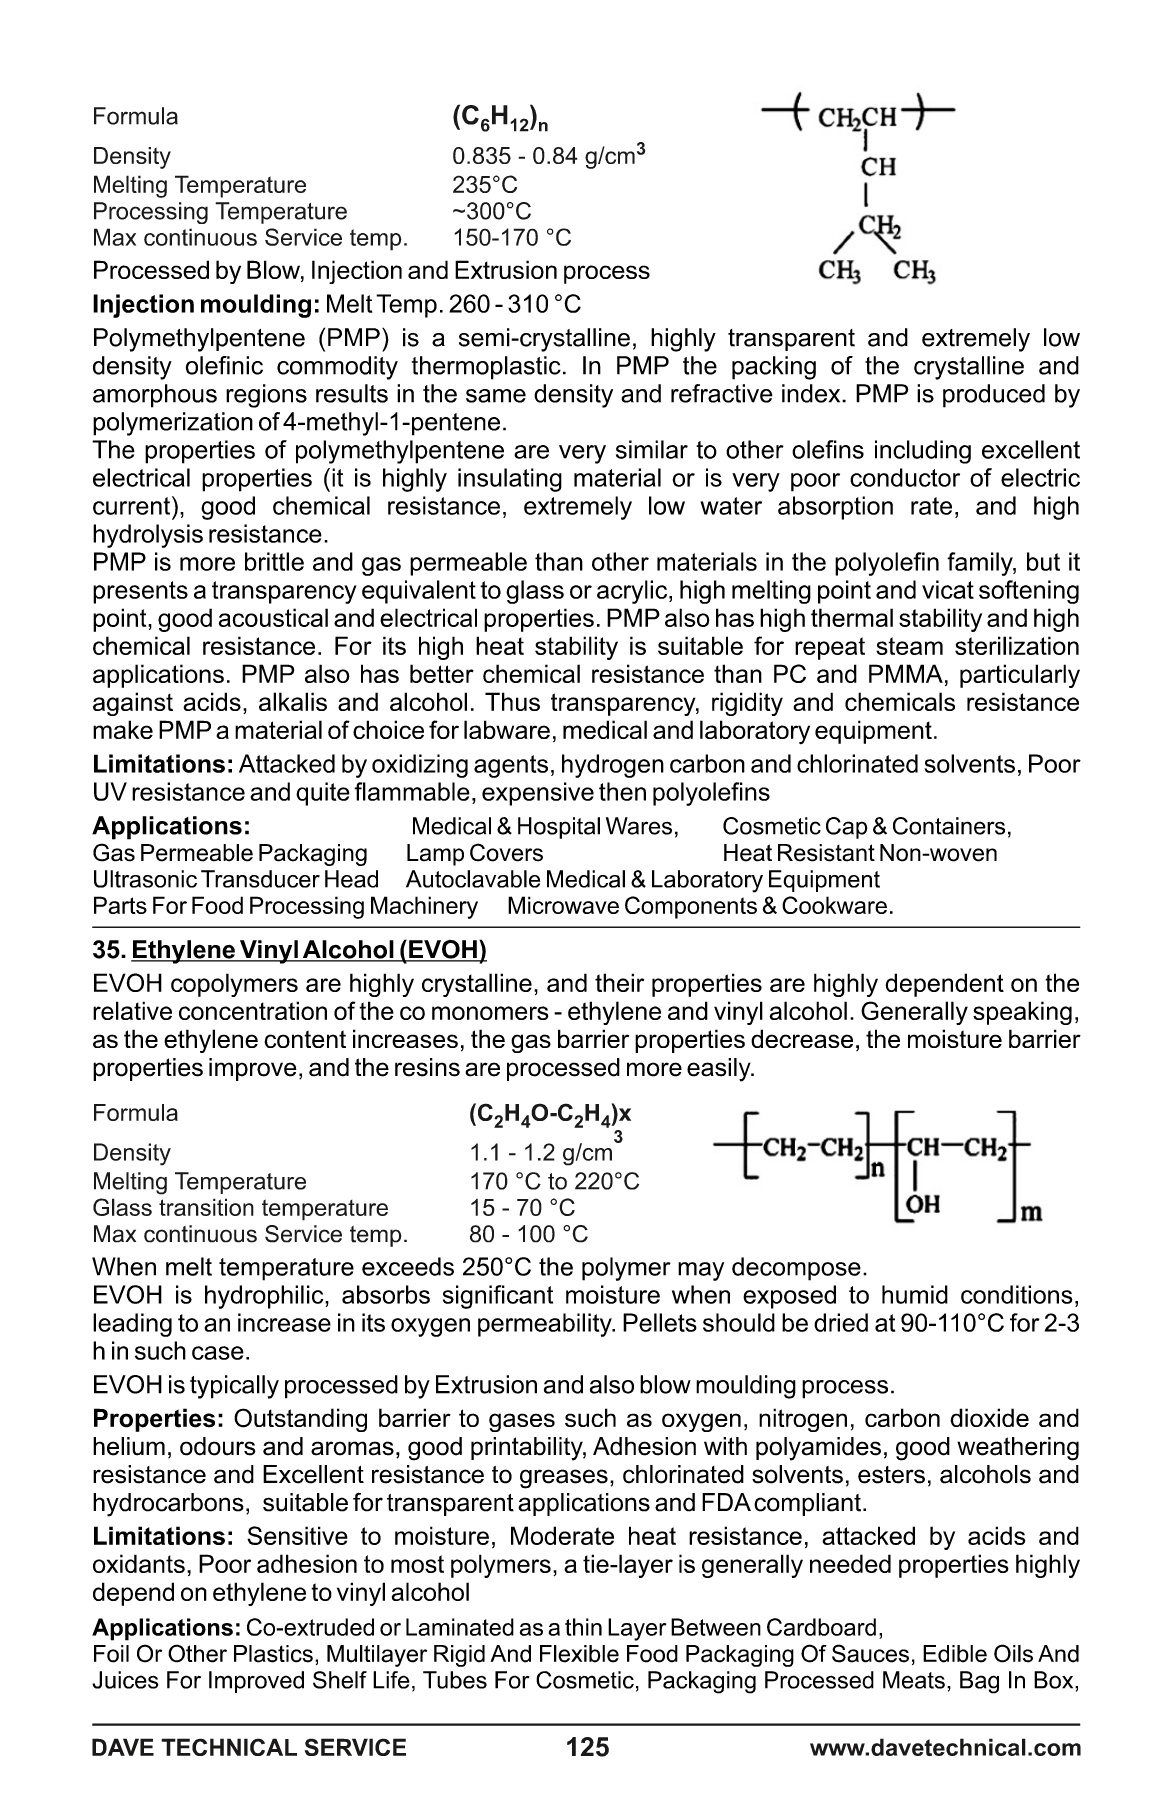 Formula (C6H12)n
Density 0.835 - 0.84 g/cm3
Melting Temperature 235°C
Processing Temperature ~300°C
Max continuous Service temp. 150-170 °C
CH2CH
CH
CH2
CH3 CH3
Processed by Blow, Injection and Extrusion process
Injection moulding: Melt Temp. 260 - 310 °C
Polymethylpentene (PMP) is a semi-crystalline, highly transparent and extremely low
density olefinic commodity thermoplastic. In PMP the packing of the crystalline and
amorphous regions results in the same density and refractive index. PMP is produced by
polymerization of 4-methyl-1-pentene.
The properties of polymethylpentene are very similar to other olefins including excellent
electrical properties (it is highly insulating material or is very poor conductor of electric
current), good chemical resistance, extremely low water absorption rate, and high
hydrolysis resistance.
PMP is more brittle and gas permeable than other materials in the polyolefin family, but it
presents a transparency equivalent to glass or acrylic, high melting point and vicat softening
point, good acoustical and electrical properties. PMP also has high thermal stability and high
chemical resistance. For its high heat stability is suitable for repeat steam sterilization
applications. PMP also has better chemical resistance than PC and PMMA, particularly
against acids, alkalis and alcohol. Thus transparency, rigidity and chemicals resistance
make PMP a material of choice for labware, medical and laboratory equipment.
Limitations: Attacked by oxidizing agents, hydrogen carbon and chlorinated solvents, Poor
UV resistance and quite flammable, expensive then polyolefins
Applications: Medical & Hospital Wares, Cosmetic Cap & Containers,
Gas Permeable Packaging Lamp Covers Heat Resistant Non-woven
Ultrasonic Transducer Head Autoclavable Medical & Laboratory Equipment
Parts For Food Processing Machinery Microwave Components & Cookware.
35. Ethylene Vinyl Alcohol (EVOH)
EVOH copolymers are highly crystalline, and their properties are highly dependent on the
relative concentration of the co monomers - ethylene and vinyl alcohol. Generally speaking,
as the ethylene content increases, the gas barrier properties decrease, the moisture barrier
properties improve, and the resins are processed more easily.
Formula (C2H4O-C2H4)x
Density 1.1 - 1.2 g/cm3
Melting Temperature 170 °C to 220°C
Glass transition temperature 15 - 70 °C
Max continuous Service temp. 80 - 100 °C
CH2-CH2 n CH-CH2
OH m
When melt temperature exceeds 250°C the polymer may decompose.
EVOH is hydrophilic, absorbs significant moisture when exposed to humid conditions,
leading to an increase in its oxygen permeability. Pellets should be dried at 90-110°C for 2-3
h in such case.
EVOH is typically processed by Extrusion and also blow moulding process.
Properties: Outstanding barrier to gases such as oxygen, nitrogen, carbon dioxide and
helium, odours and aromas, good printability, Adhesion with polyamides, good weathering
resistance and Excellent resistance to greases, chlorinated solvents, esters, alcohols and
hydrocarbons, suitable for transparent applications and FDA compliant.
Limitations: Sensitive to moisture, Moderate heat resistance, attacked by acids and
oxidants, Poor adhesion to most polymers, a tie-layer is generally needed properties highly
depend on ethylene to vinyl alcohol
Applications: Co-extruded or Laminated as a thin Layer Between Cardboard,
Foil Or Other Plastics, Multilayer Rigid And Flexible Food Packaging Of Sauces, Edible Oils And
Juices For Improved Shelf Life, Tubes For Cosmetic, Packaging Processed Meats, Bag In Box,
DAVE TECHNICAL SERVICE 125 www.davetechnical.com